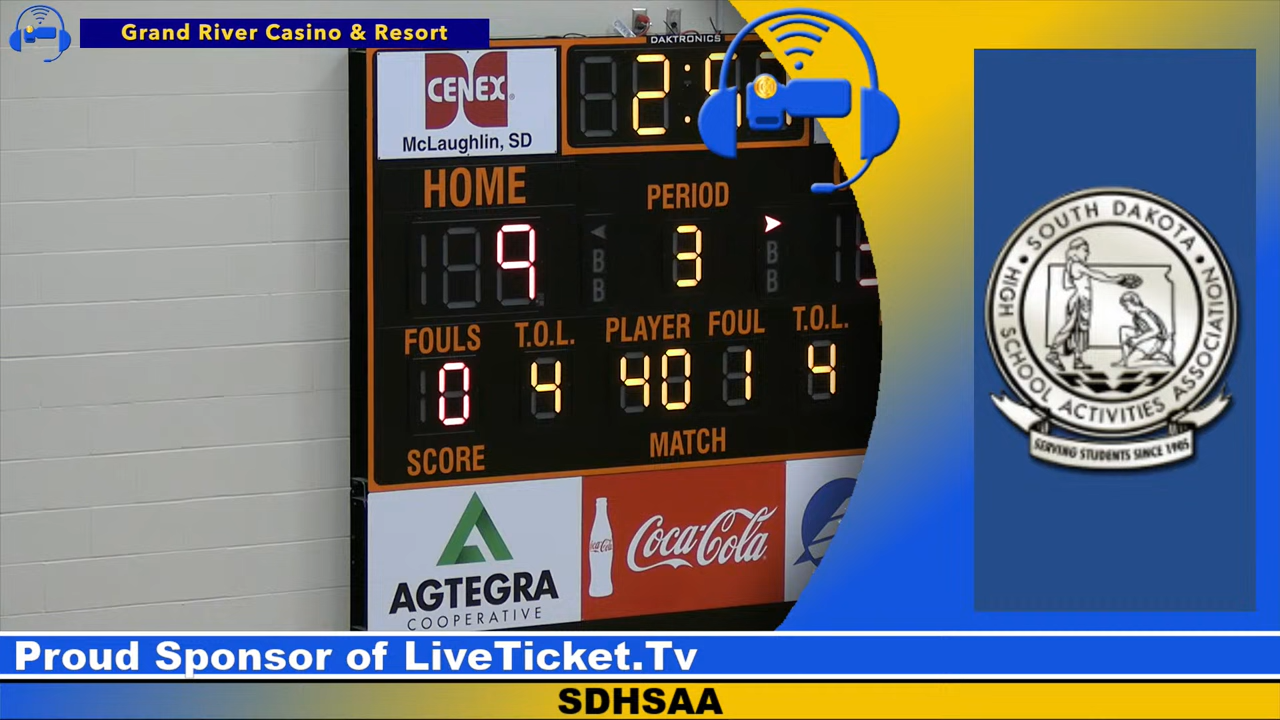 Grand River Casino & Resort
DAKTRONICS
CENEX®
McLaughlin, SD
HOME
PERIOD
9
3
B B
B B
FOULS T.O.L. PLAYER FOUL T.O.L.
0 4 40 1 4
SCORE
MATCH
AGTEGRA
COOPERATIVE
Coca-Cola
SOUTH DAKOTA
HIGH SCHOOL ACTIVITIES ASSOCIATION
SERVING STUDENTS SINCE 1905
Proud Sponsor of LiveTicket.Tv
SDHSAA